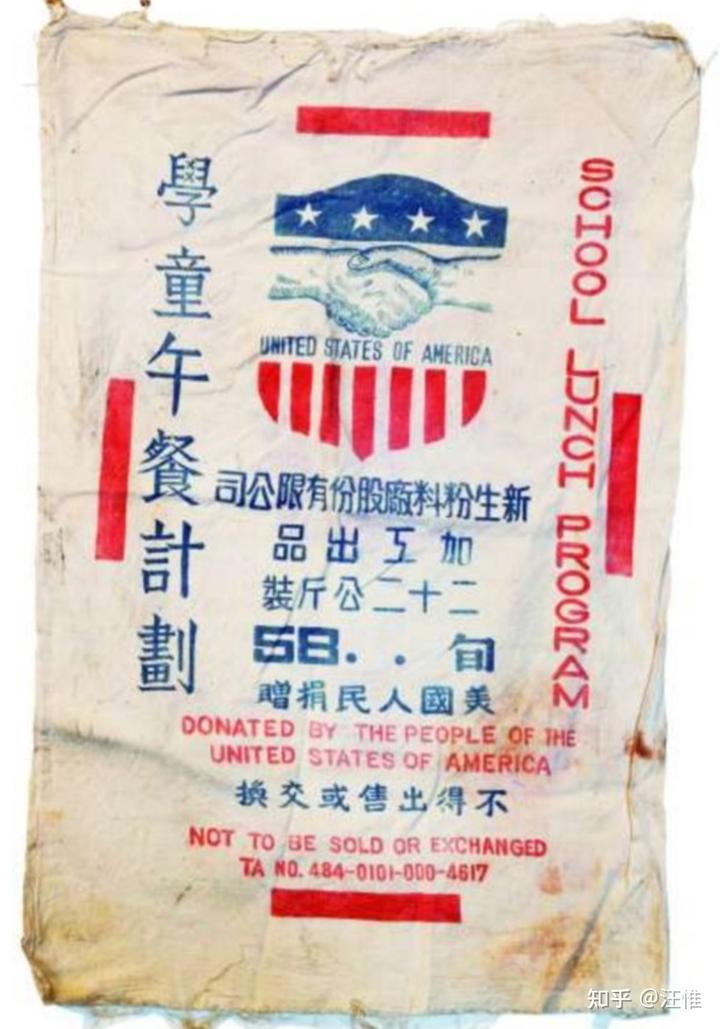 學童午餐計劃
UNITED STATES OF AMERICA
新生粉料廠股份有限公司
加工出品
二十二公斤裝
58. . 旬
美國人民捐贈
DONATED BY THE PEOPLE OF THE
UNITED STATES OF AMERICA
不得出售或交換
NOT TO BE SOLD OR EXCHANGED
TA NO. 484-0101-000-4617
SCHOOL LUNCH PROGRAM
知乎 @汪惟